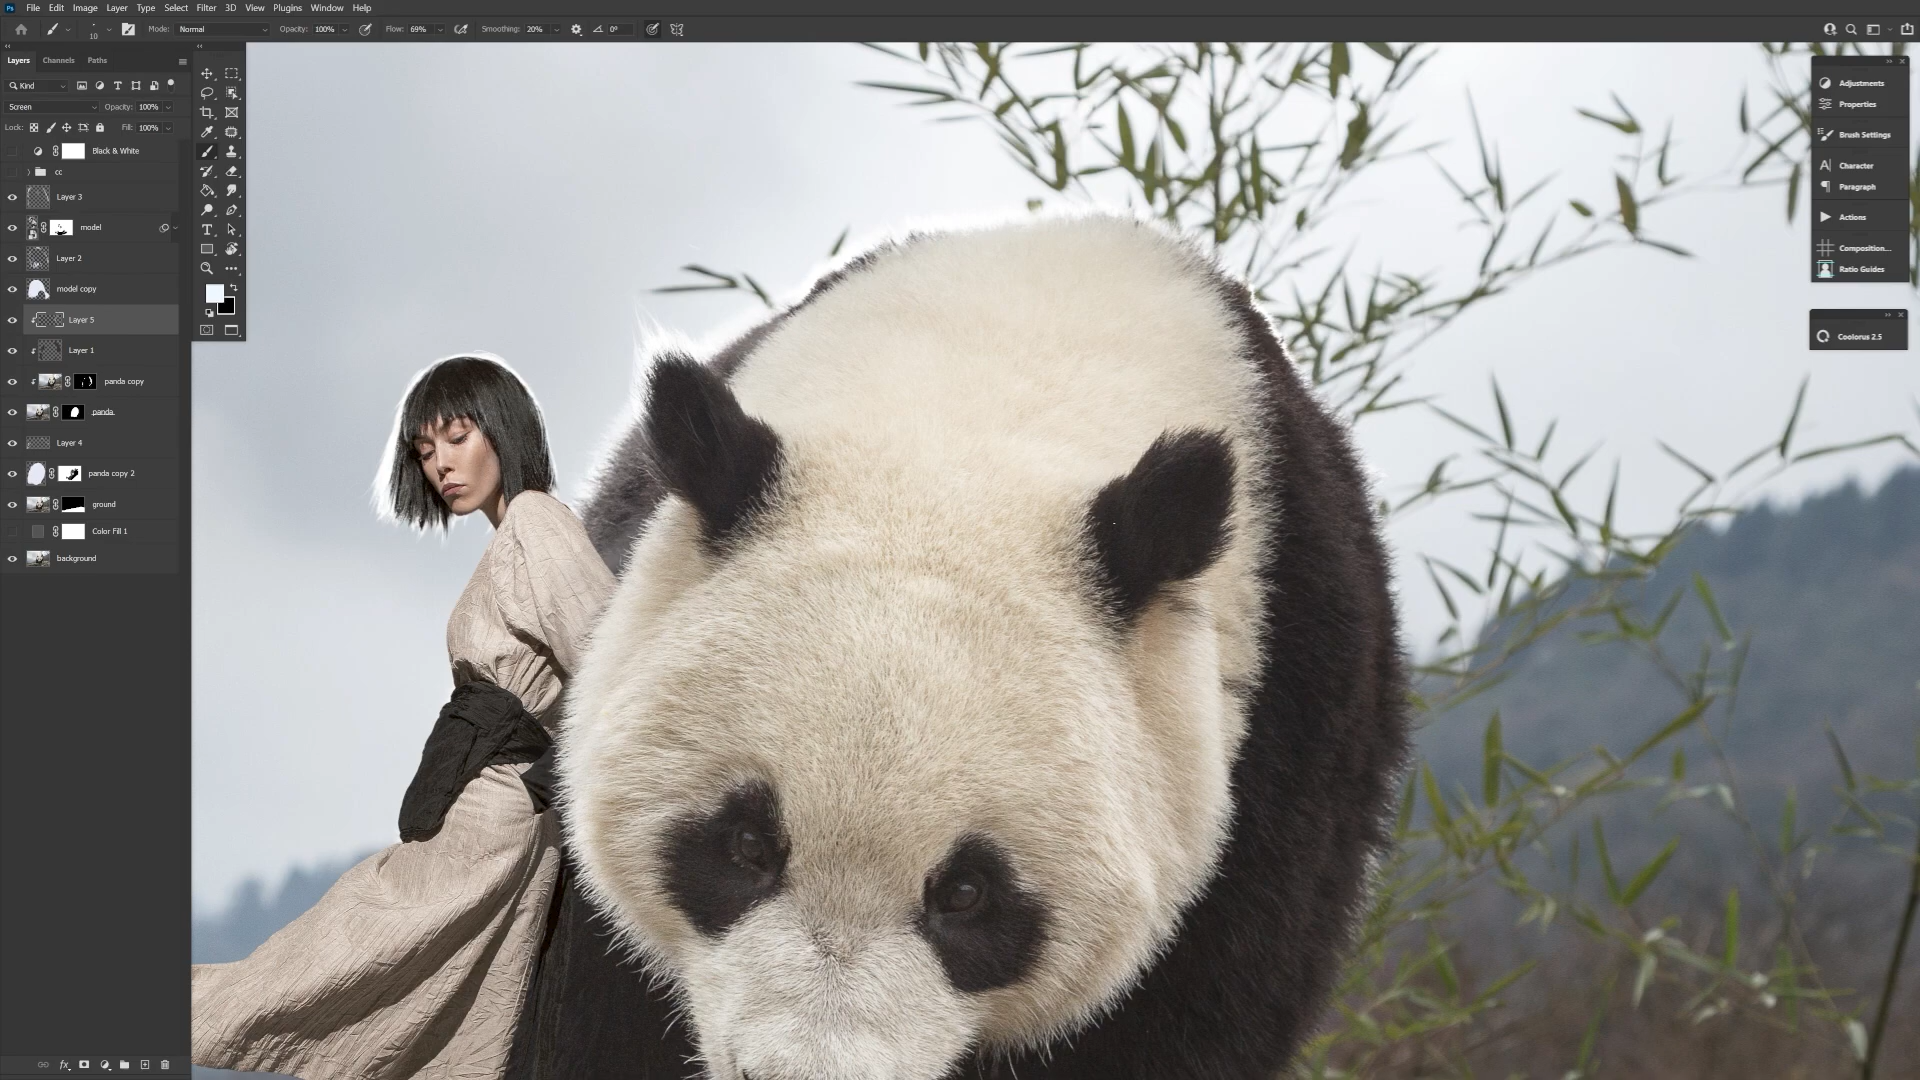 Ps File Edit Image Layer Type Select Filter 3D View Plugins Window Help
10 Mode: Normal Opacity: 100% Flow: 69% Smoothing: 20% 0°
Layers Channels Paths
Kind
Screen Opacity: 100%
Lock: Fill: 100%
Black & White
cc
Layer 3
model
Layer 2
model copy
Layer 5
Layer 1
panda copy
panda
Layer 4
panda copy 2
ground
Color Fill 1
background
fx
Adjustments
Properties
Brush Settings
Character
Paragraph
Actions
Composition...
Ratio Guides
Coolorus 2.5